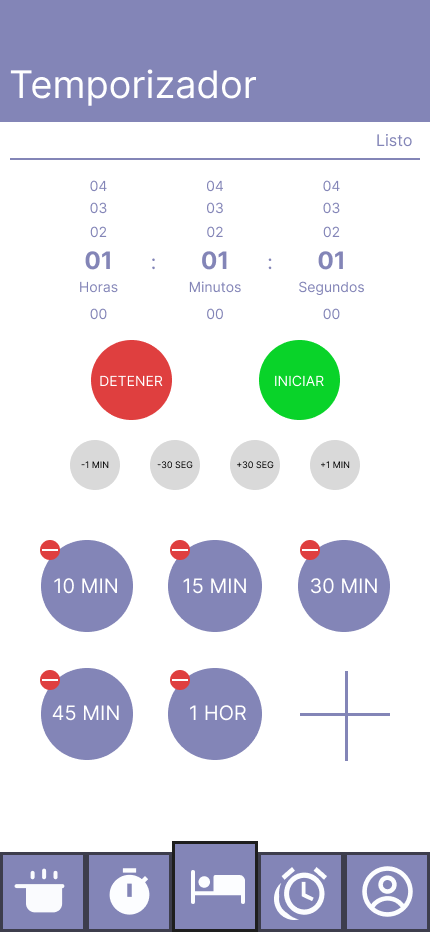 Temporizador
Listo
04 04 04
03 03 03
02 02 02
01 : 01 : 01
Horas Minutos Segundos
00 00 00
DETENER INICIAR
-1 MIN -30 SEG +30 SEG +1 MIN
10 MIN 15 MIN 30 MIN
45 MIN 1 HOR